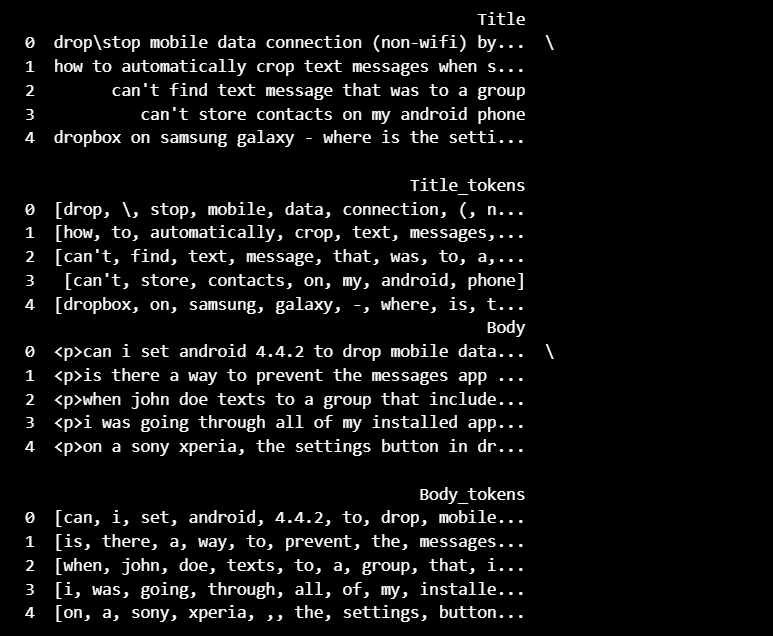 Title
0 drop\stop mobile data connection (non-wifi) by... \
1 how to automatically crop text messages when s...
2 can't find text message that was to a group
3 can't store contacts on my android phone
4 dropbox on samsung galaxy - where is the setti...
Title_tokens
0 [drop, \, stop, mobile, data, connection, (, n...
1 [how, to, automatically, crop, text, messages,...
2 [can't, find, text, message, that, was, to, a,...
3 [can't, store, contacts, on, my, android, phone]
4 [dropbox, on, samsung, galaxy, -, where, is, t...
Body
0 <p>can i set android 4.4.2 to drop mobile data... \
1 <p>is there a way to prevent the messages app ...
2 <p>when john doe texts to a group that include...
3 <p>i was going through all of my installed app...
4 <p>on a sony xperia, the settings button in dr...
Body_tokens
0 [can, i, set, android, 4.4.2, to, drop, mobile...
1 [is, there, a, way, to, prevent, the, messages...
2 [when, john, doe, texts, to, a, group, that, i...
3 [i, was, going, through, all, of, my, installe...
4 [on, a, sony, xperia, ,, the, settings, button...